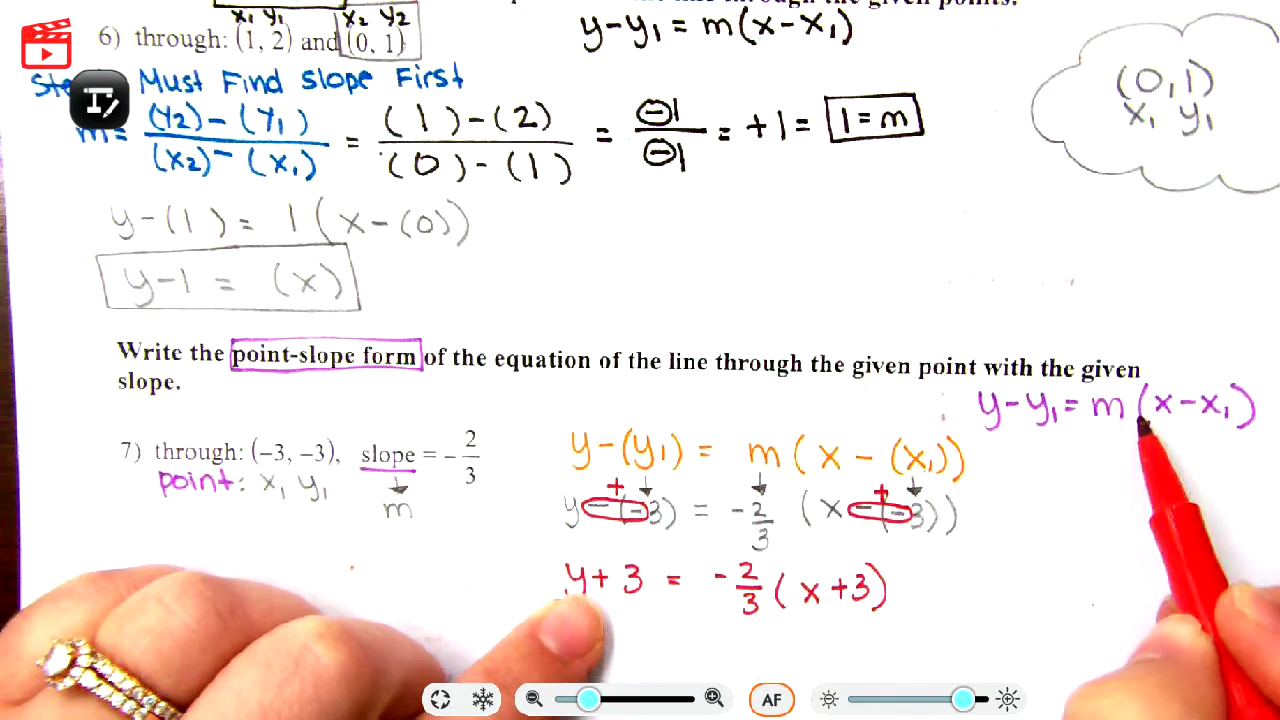 x₁ y₁ x₂ y₂
6) through: (1, 2) and (0, 1)
y-y₁ = m(x-x₁)
(0,1)
x₁ y₁
Must Find Slope First
m = (y₂)-(y₁) / (x₂)-(x₁) = (1)-(2) / (0)-(1) = -1 / -1 = +1 = 1=m
y-(1) = 1(x-(0))
y-1 = (x)
Write the point-slope form of the equation of the line through the given point with the given
slope.
y-y₁ = m(x-x₁)
7) through: (-3, -3), slope = - 2/3
point: x₁ y₁
m
y-(y₁) = m(x-(x₁))
+ +
y-(-3) = -2/3 (x-(-3))
y+3 = -2/3 (x+3)
AF